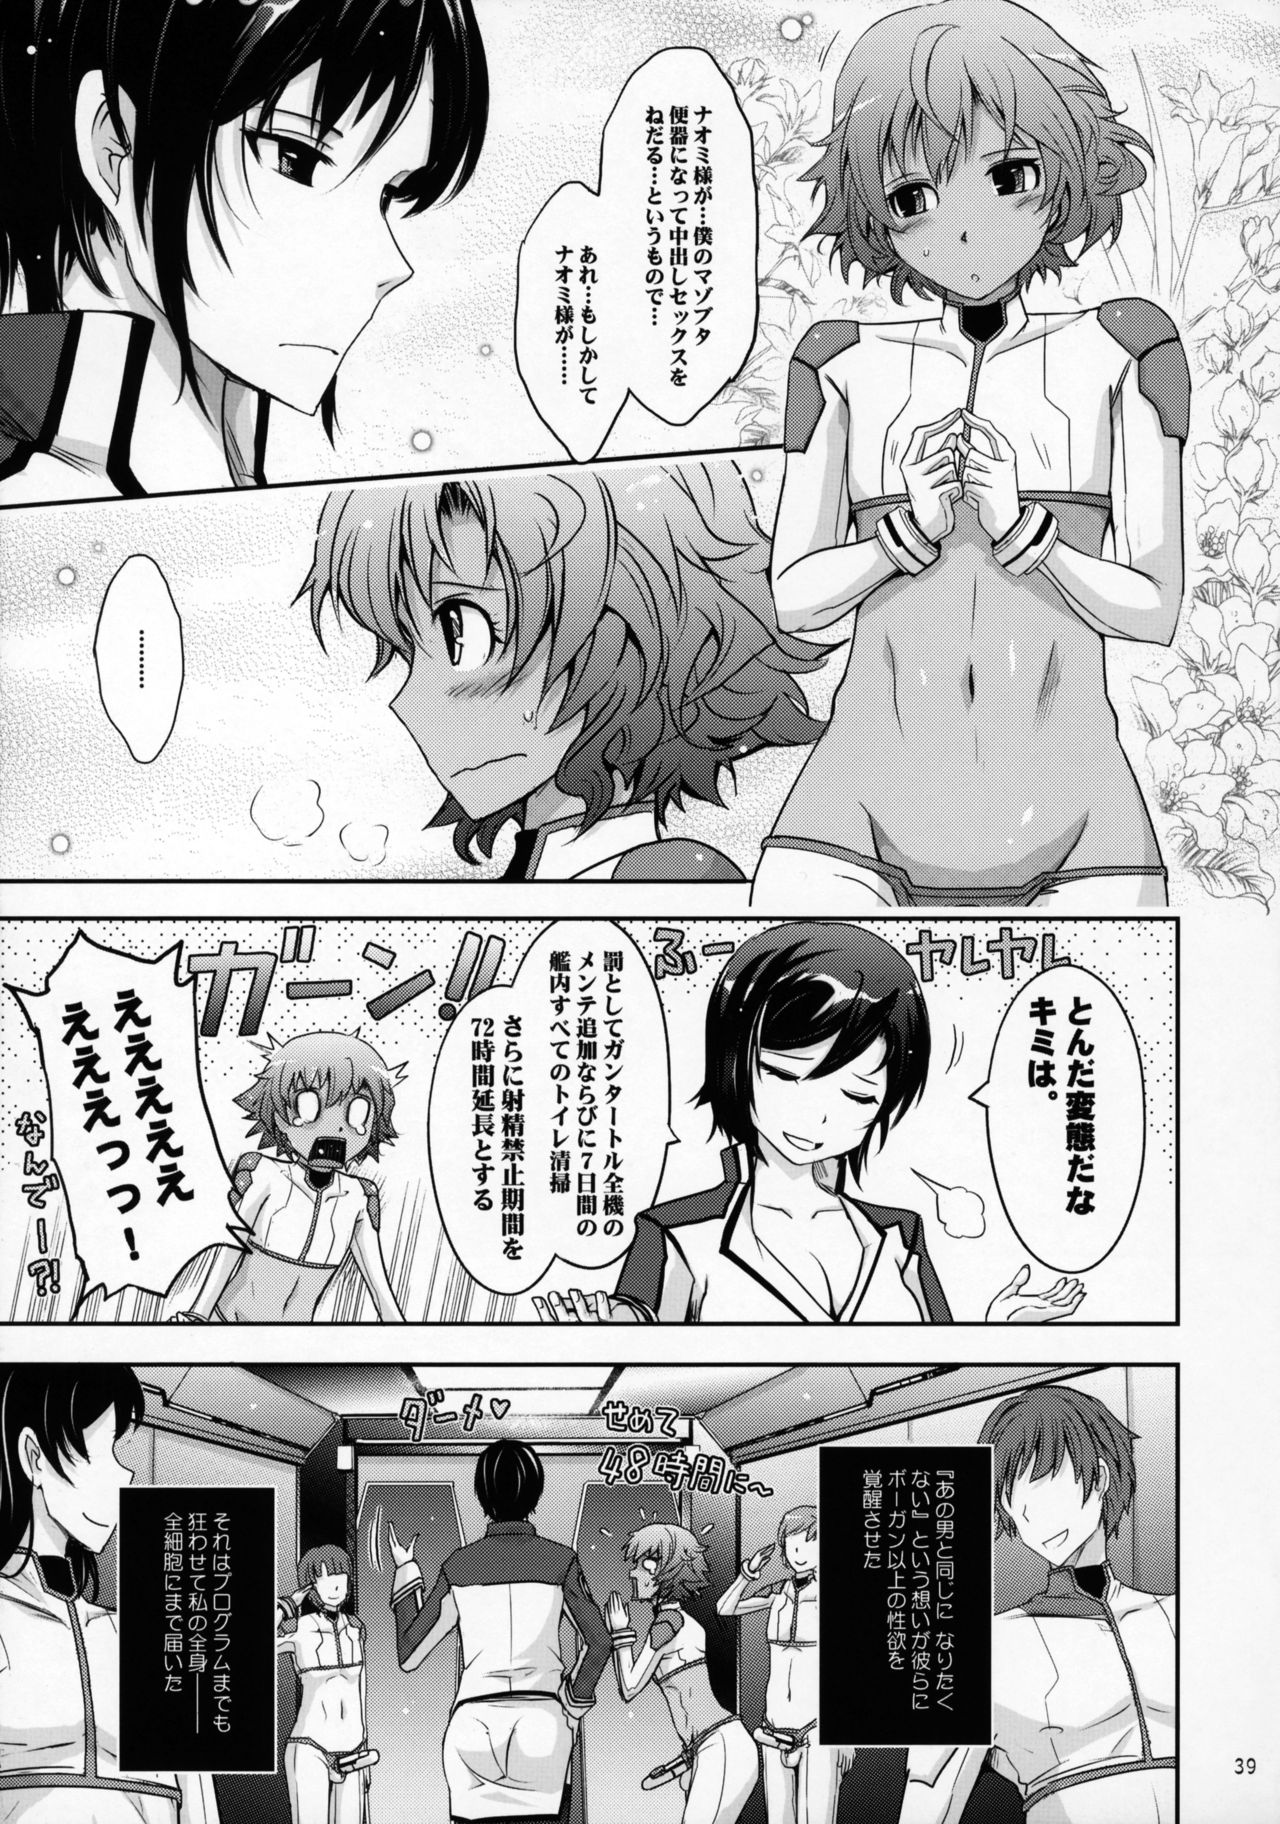 ナオミ様が…僕のマゾブタ
便器になって中出しセックスを
ねだる…というもので…
あれ…もしかして
ナオミ様が……
………
とんだ変態だな
キミは。
ヤレヤレ
ふー
罰としてガンタートル全機の
メンテ追加ならびに7日間の
艦内すべてのトイレ清掃
さらに射精禁止期間を
72時間延長とする
ガーン!!
えええええ
ええええっっ!
なんでー?!
『あの男と同じに なりたく
ない』という想いが彼らに
ボーガン以上の性欲を
覚醒させた
せめて
48時間に~
ダーメ♥
それはプログラムまでも
狂わせて私の全身――
全細胞にまで届いた
39